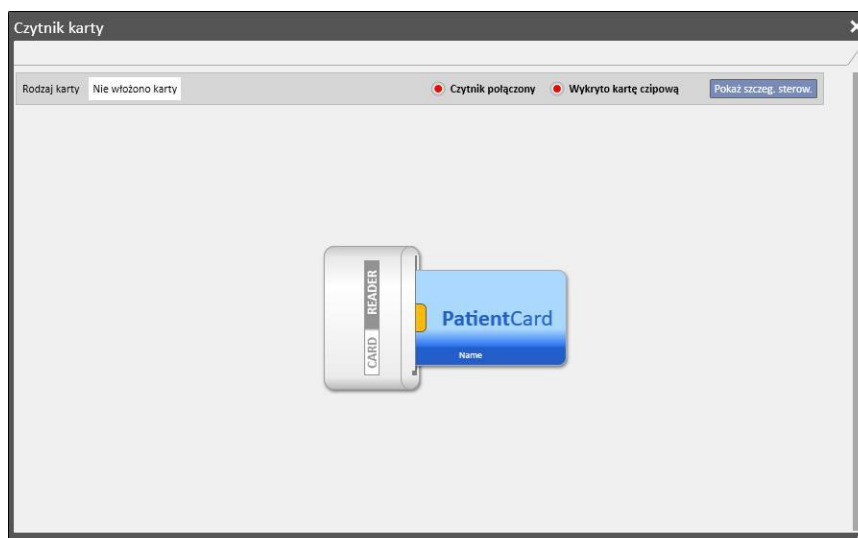 Czytnik karty
Rodzaj karty Nie włożono karty Czytnik połączony Wykryto kartę czipową Pokaż szczeg. sterow.
CARD READER
PatientCard
Name